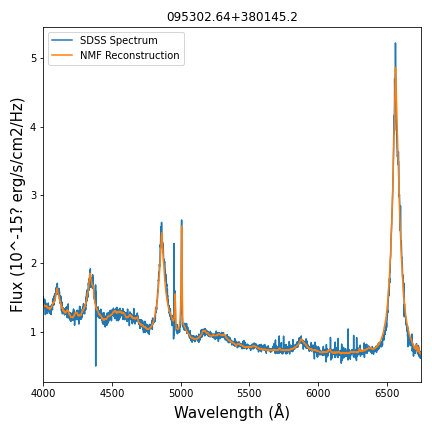 095302.64+380145.2
SDSS Spectrum
NMF Reconstruction
Flux (10^-15? erg/s/cm2/Hz)
5
4
3
2
1
4000 4500 5000 5500 6000 6500
Wavelength (Å)